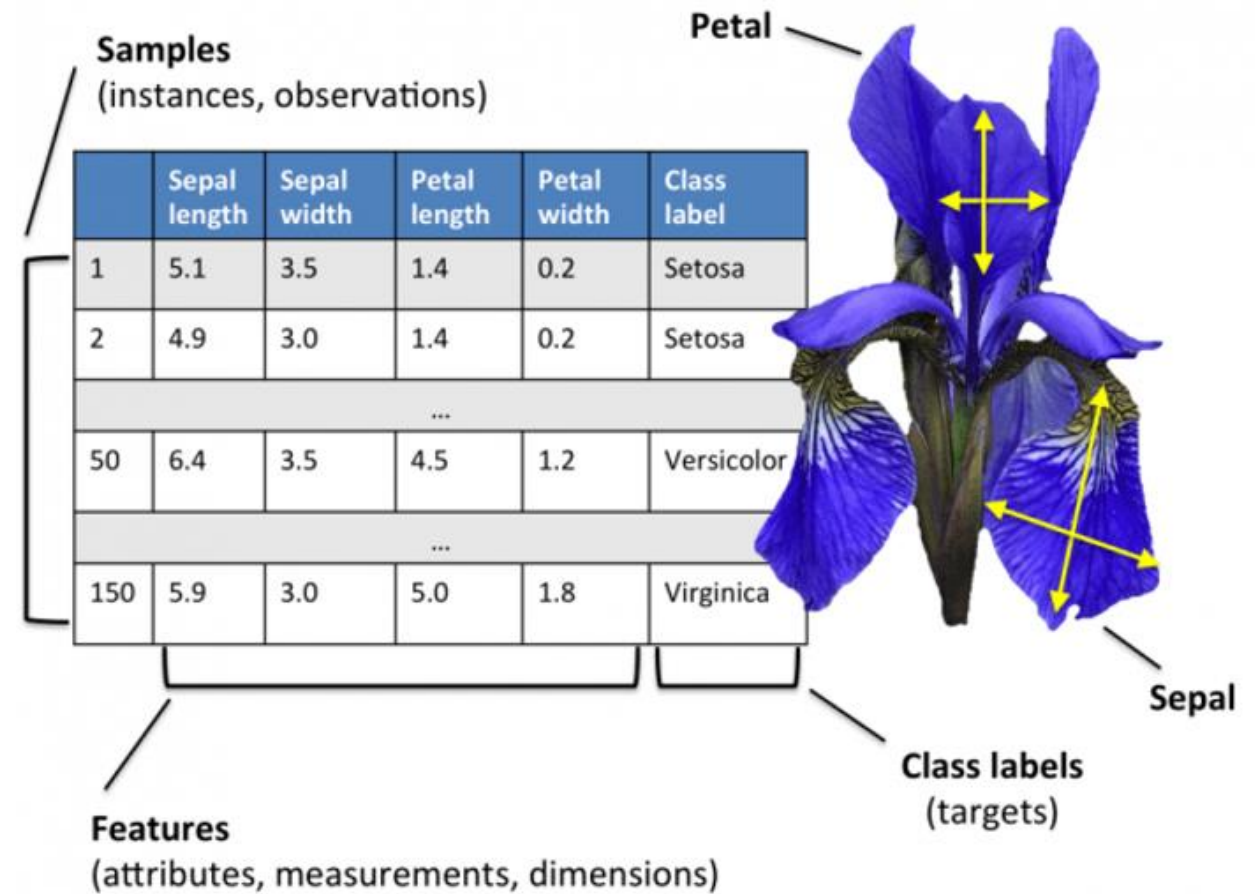 Petal
Samples
(instances, observations)
Sepal length Sepal width Petal length Petal width Class label
1 5.1 3.5 1.4 0.2 Setosa
2 4.9 3.0 1.4 0.2 Setosa
...
50 6.4 3.5 4.5 1.2 Versicolor
...
150 5.9 3.0 5.0 1.8 Virginica
Sepal
Class labels
(targets)
Features
(attributes, measurements, dimensions)